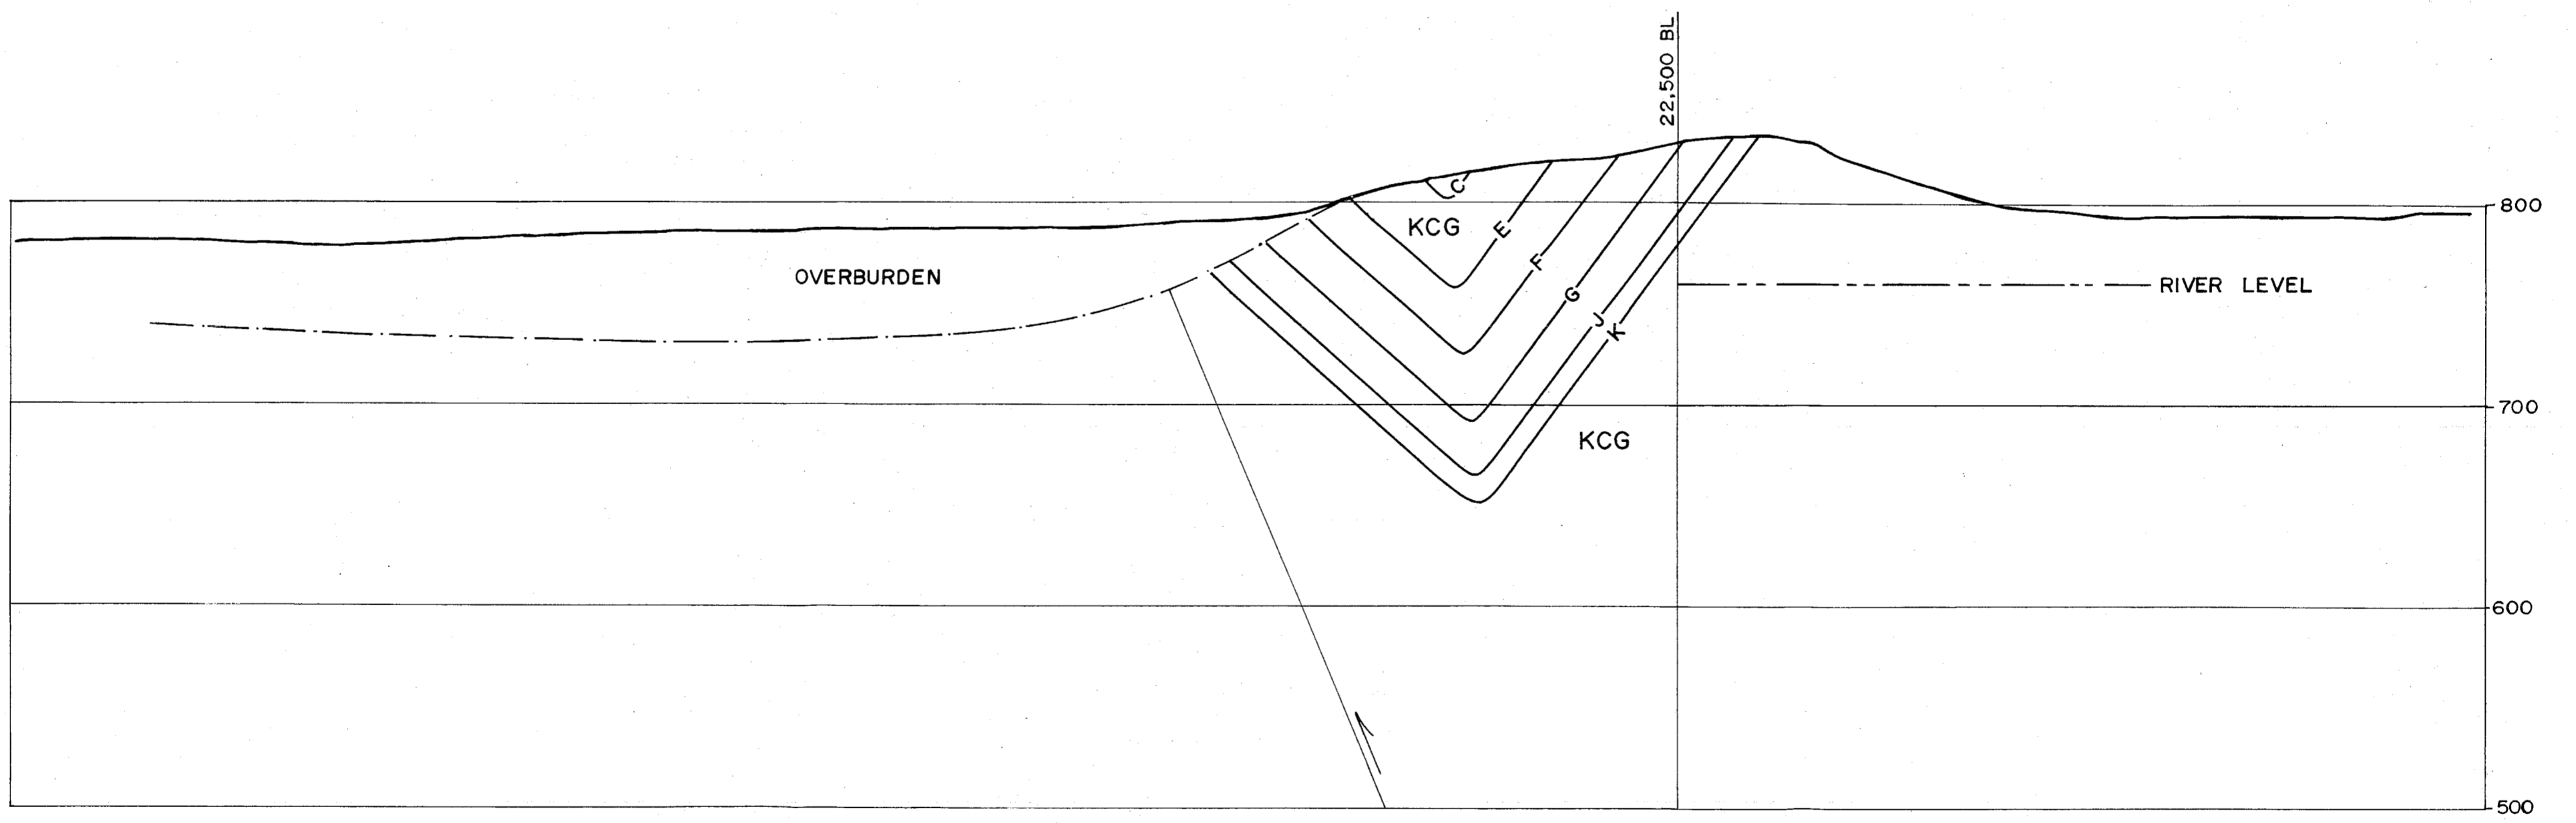 22,500 BL
C
800
KCG
E
F
OVERBURDEN
G
RIVER LEVEL
J
K
700
KCG
600
500